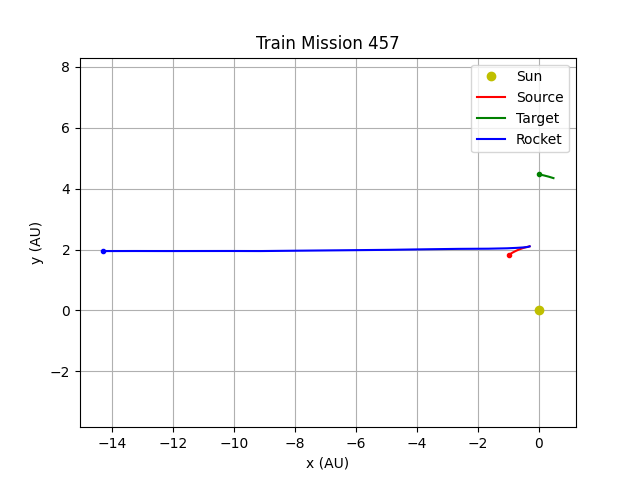 Train Mission 457
Sun
Source
Target
Rocket
8
6
4
2
0
−2
y (AU)
−14
−12
−10
−8
−6
−4
−2
0
x (AU)